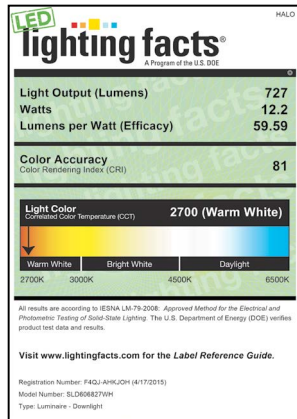 HALO
LED
lighting facts®
A Program of the U.S. DOE
Light Output (Lumens) 727
Watts 12.2
Lumens per Watt (Efficacy) 59.59
Color Accuracy 81
Color Rendering Index (CRI)
Light Color 2700 (Warm White)
Correlated Color Temperature (CCT)
Warm White Bright White Daylight
2700K 3000K 4500K 6500K
All results are according to IESNA LM-79-2008: Approved Method for the Electrical and
Photometric Testing of Solid-State Lighting. The U.S. Department of Energy (DOE) verifies
product test data and results.
Visit www.lightingfacts.com for the Label Reference Guide.
Registration Number: F4QJ-AHKJOH (4/17/2015)
Model Number: SLD606827WH
Type: Luminaire - Downlight